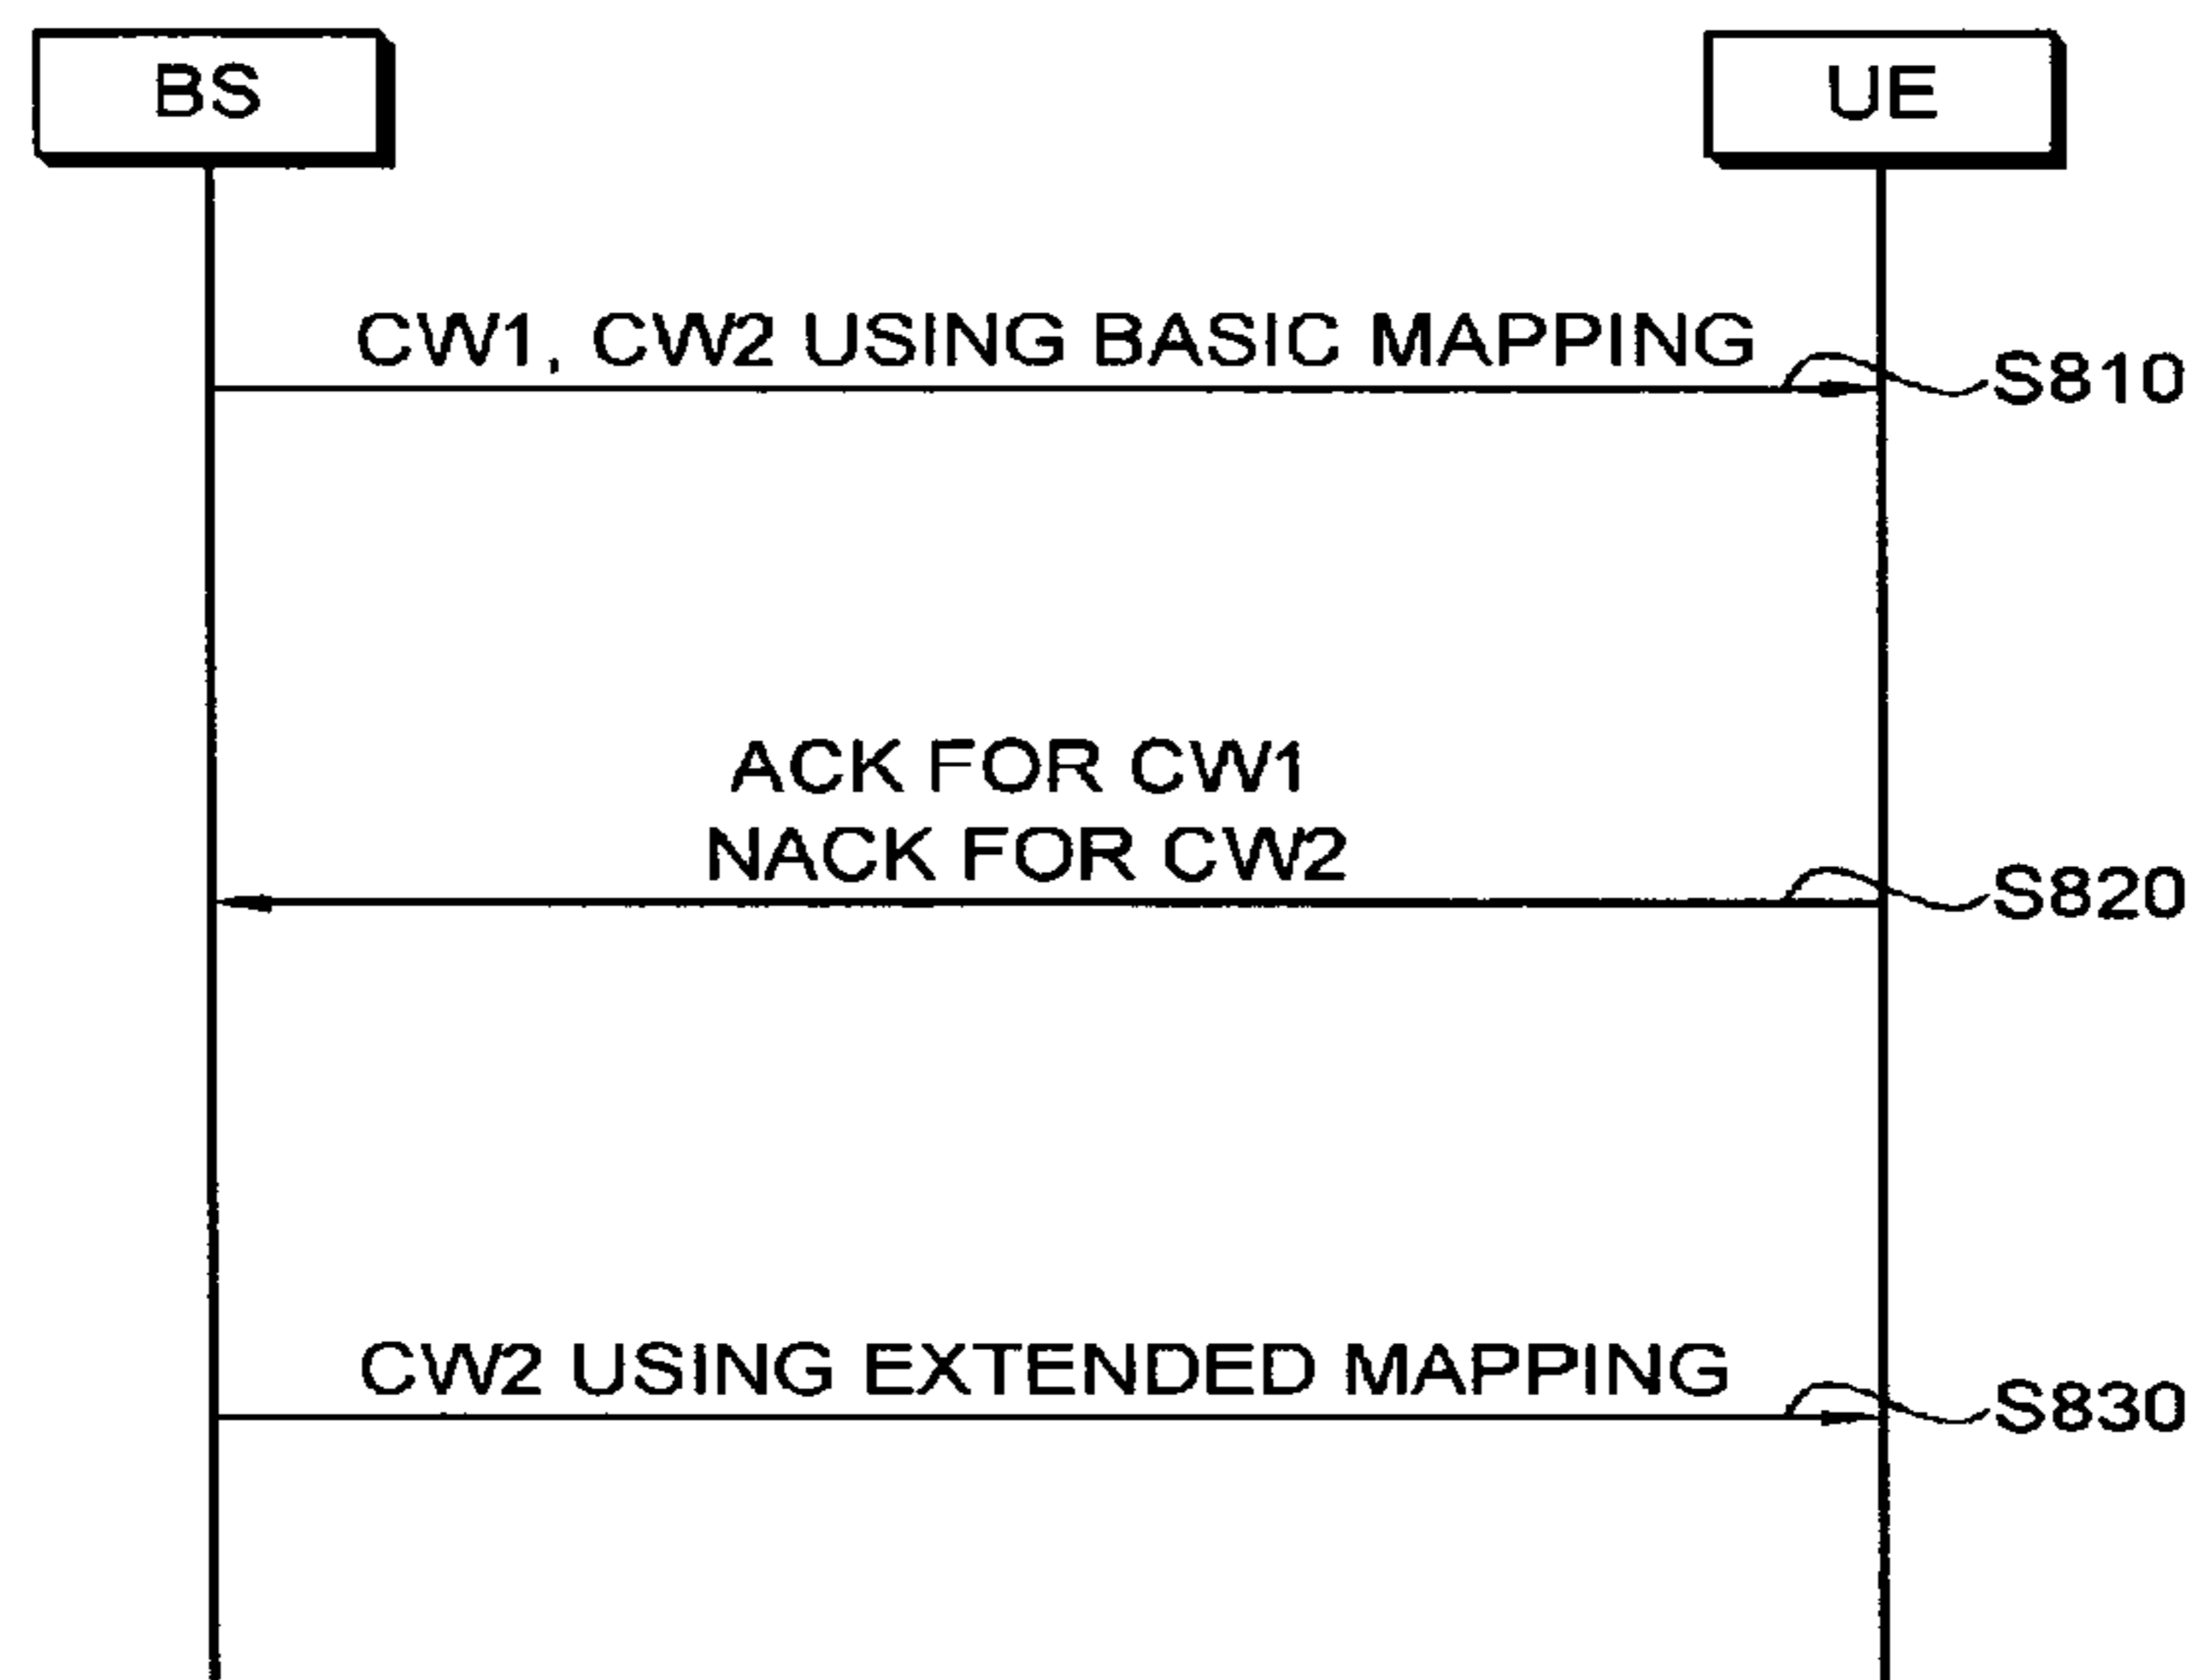 BS
UE
CW1, CW2 USING BASIC MAPPING
S810
ACK FOR CW1
NACK FOR CW2
S820
CW2 USING EXTENDED MAPPING
S830